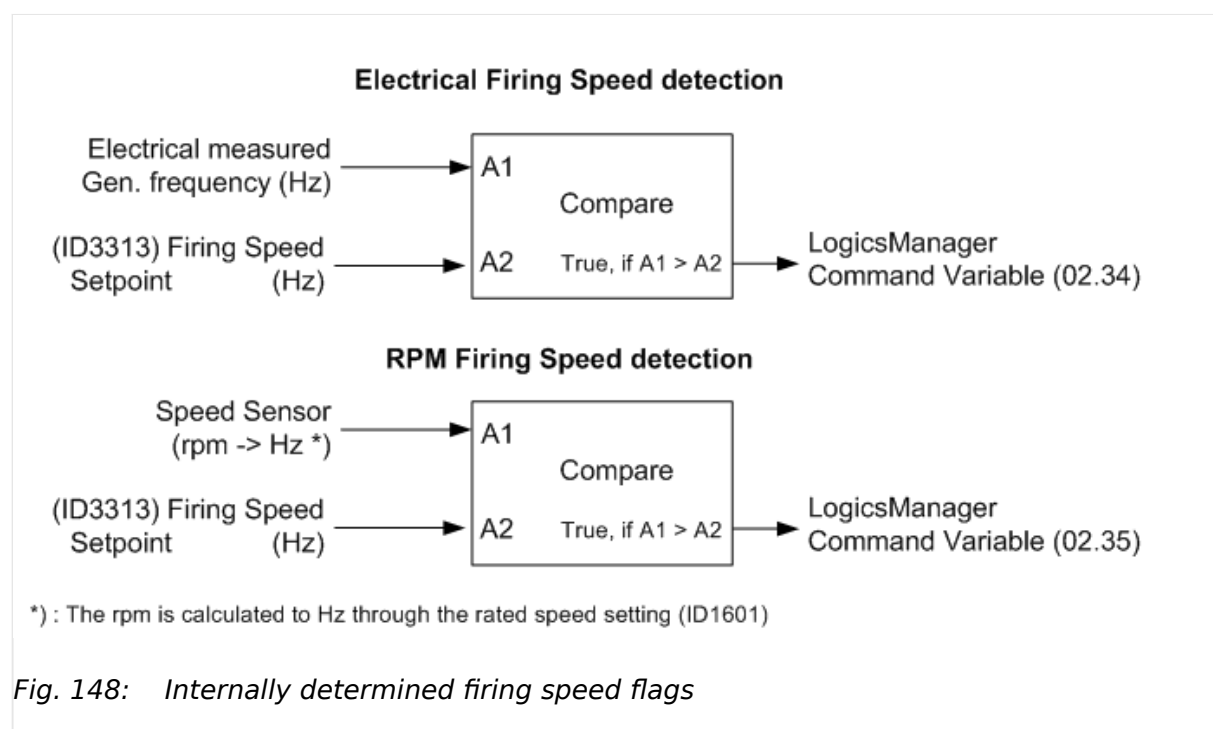 Electrical Firing Speed detection
Electrical measured
Gen. frequency (Hz)
A1
Compare
(ID3313) Firing Speed
Setpoint (Hz)
A2
True, if A1 > A2
LogicsManager
Command Variable (02.34)
RPM Firing Speed detection
Speed Sensor
(rpm -> Hz *)
A1
Compare
(ID3313) Firing Speed
Setpoint (Hz)
A2
True, if A1 > A2
LogicsManager
Command Variable (02.35)
*) : The rpm is calculated to Hz through the rated speed setting (ID1601)
Fig. 148: Internally determined firing speed flags